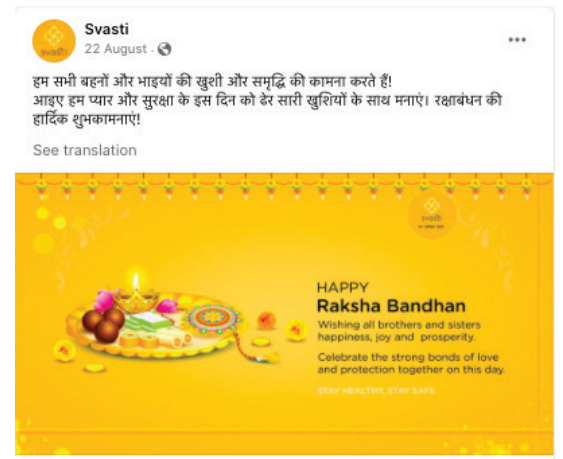 Svasti
22 August ·
हम सभी बहनों और भाइयों की खुशी और समृद्धि की कामना करते हैं!
आइए हम प्यार और सुरक्षा के इस दिन को ढेर सारी खुशियों के साथ मनाएं। रक्षाबंधन की
हार्दिक शुभकामनाएं!
See translation
svasti
HAPPY
Raksha Bandhan
Wishing all brothers and sisters
happiness, joy and prosperity.
Celebrate the strong bonds of love
and protection together on this day.
STAY HEALTHY, STAY SAFE